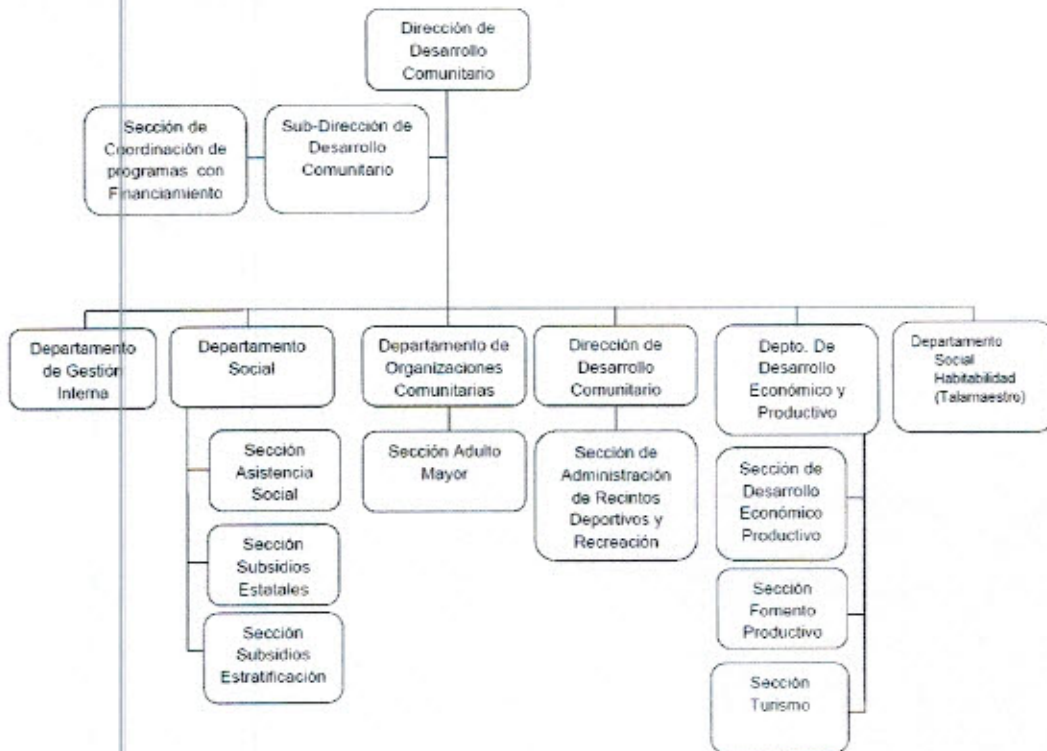 Dirección de
Desarrollo
Comunitario
Sección de
Coordinación de
programas con
Financiamiento
Sub-Dirección de
Desarrollo
Comunitario
Departamento
de Gestión
Interna
Departamento
Social
Departamento de
Organizaciones
Comunitarias
Dirección de
Desarrollo
Comunitario
Depto. De
Desarrollo
Económico y
Productivo
Departamento
Social
Habitabilidad
(Talamaestro)
Sección
Asistencia
Social
Sección
Subsidios
Estatales
Sección
Subsidios
Estratificación
Sección Adulto
Mayor
Sección de
Administración
de Recintos
Deportivos y
Recreación
Sección de
Desarrollo
Económico
Productivo
Sección
Fomento
Productivo
Sección
Turismo